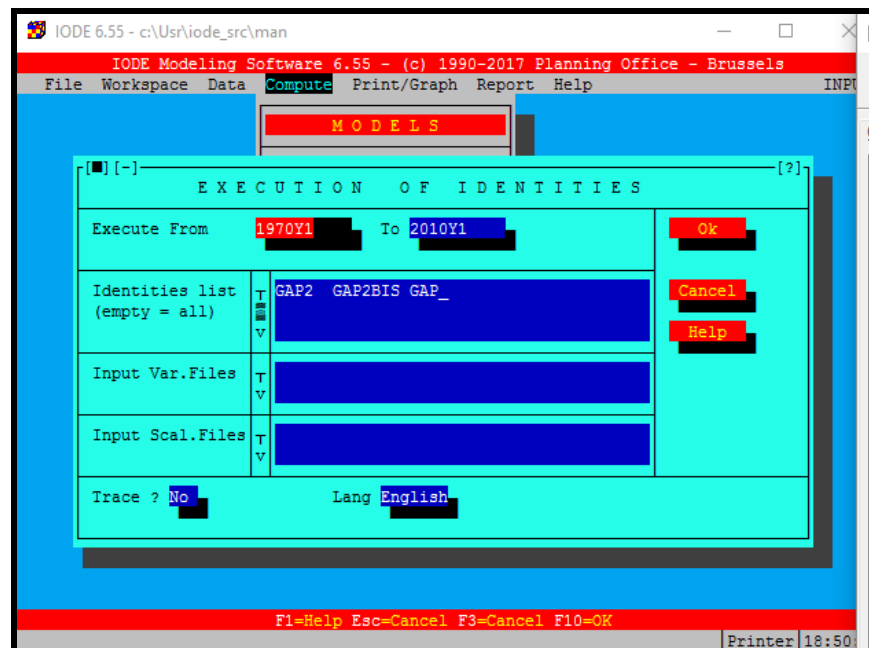 IODE 6.55 - c:\Usr\iode_src\man
IODE Modeling Software 6.55 - (c) 1990-2017 Planning Office - Brussels
File Workspace Data Compute Print/Graph Report Help
M O D E L S
[■][-] [?]
E X E C U T I O N O F I D E N T I T I E S
Execute From 1970Y1 To 2010Y1 Ok
Identities list GAP2 GAP2BIS GAP_ Cancel
(empty = all)
Help
Input Var.Files
Input Scal.Files
Trace ? No Lang English
F1=Help Esc=Cancel F3=Cancel F10=OK
Printer 18:50